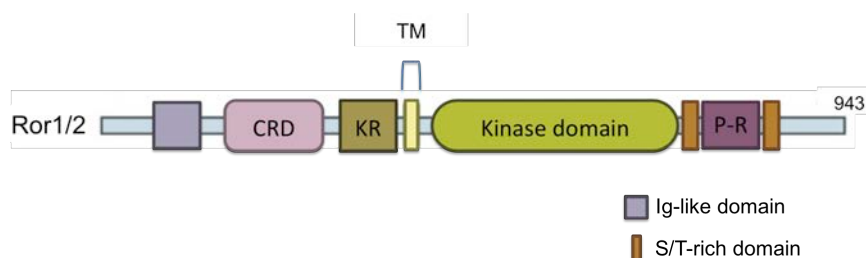 TM
943
Ror1/2 CRD KR Kinase domain P-R
Ig-like domain
S/T-rich domain